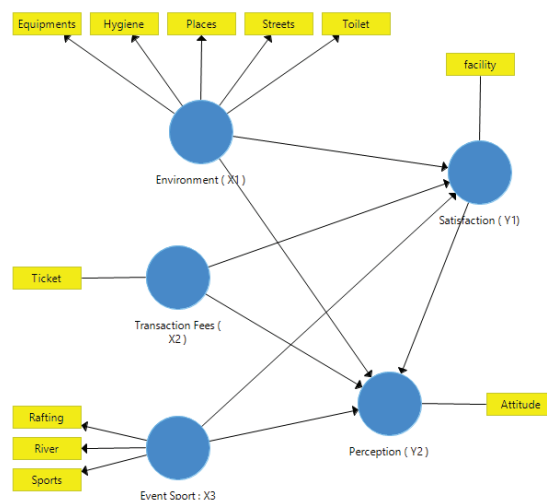 Equipments
Hygiene
Places
Streets
Toilet
facility
Environment ( X1 )
Satisfaction ( Y1)
Ticket
Transaction Fees (
X2 )
Rafting
River
Sports
Attitude
Perception ( Y2 )
Event Sport ; X3